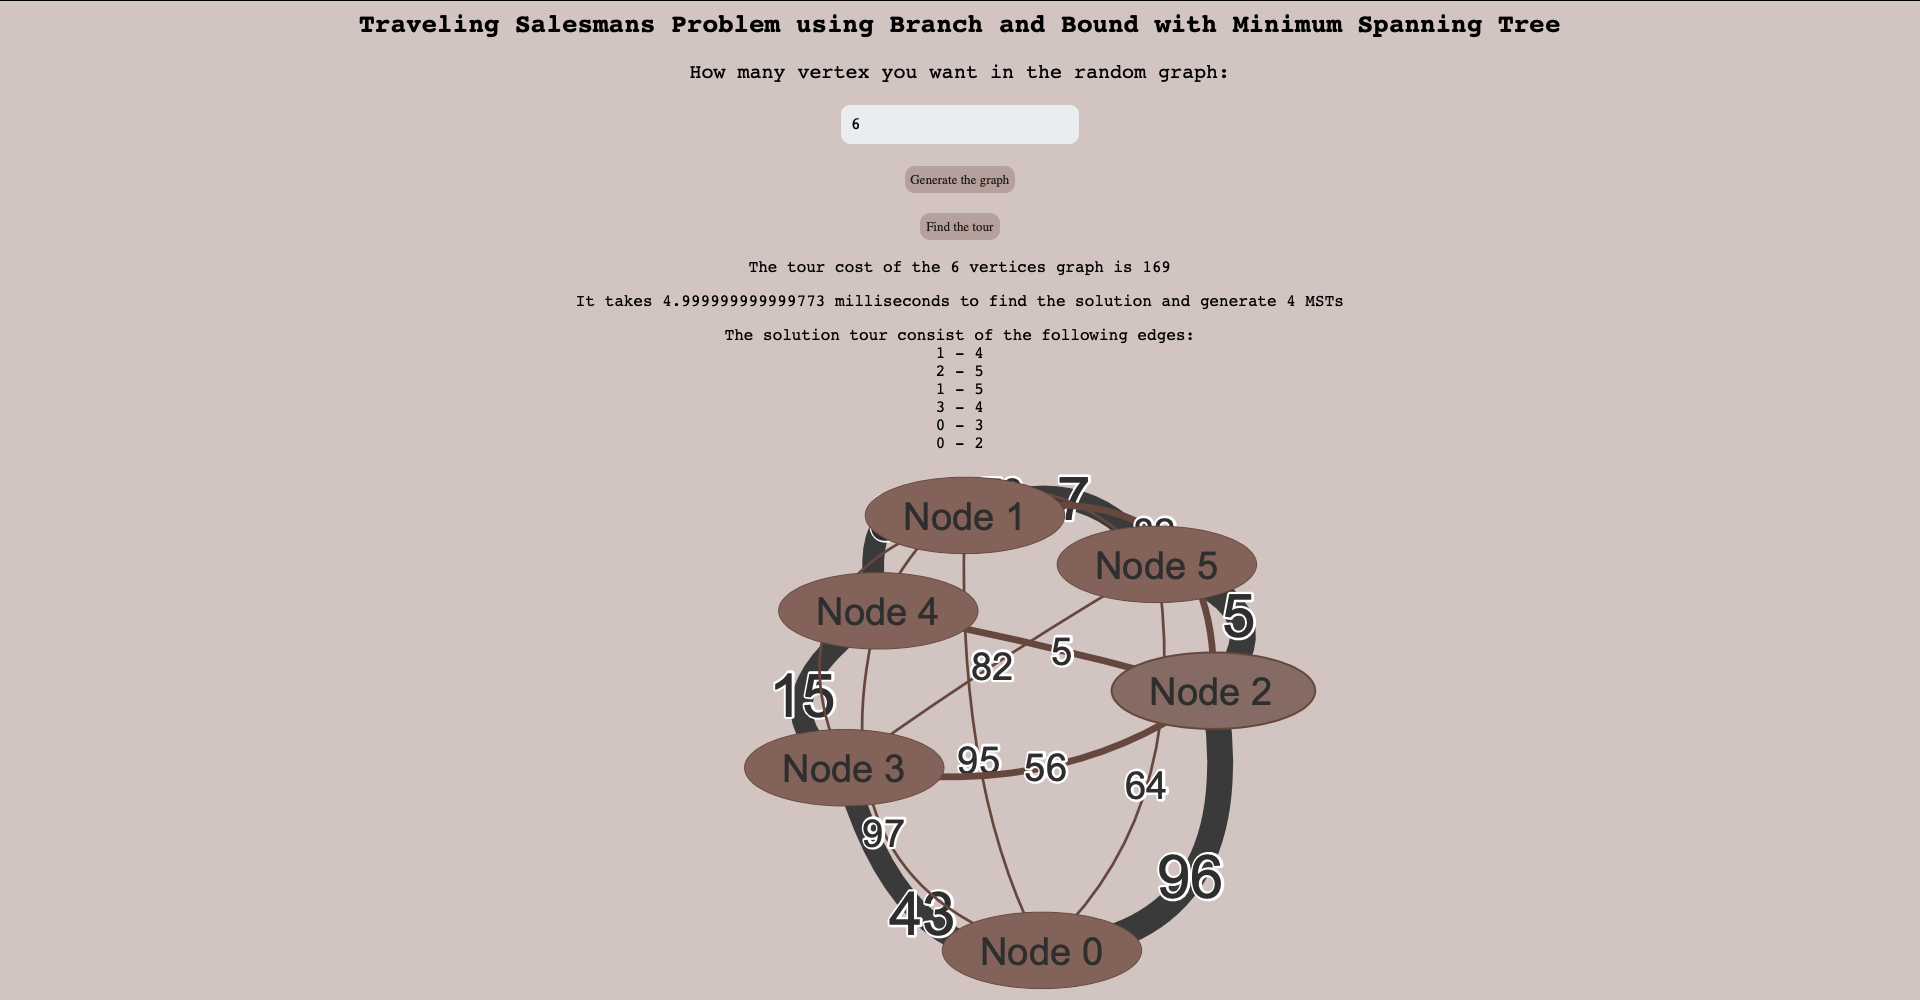 Traveling Salesmans Problem using Branch and Bound with Minimum Spanning Tree
How many vertex you want in the random graph:
6
Generate the graph
Find the tour
The tour cost of the 6 vertices graph is 169
It takes 4.999999999999773 milliseconds to find the solution and generate 4 MSTs
The solution tour consist of the following edges:
1 - 4
2 - 5
1 - 5
3 - 4
0 - 3
0 - 2
7
Node 1
Node 5
Node 4
5
82
5
Node 2
15
Node 3
95
56
64
97
96
43
Node 0